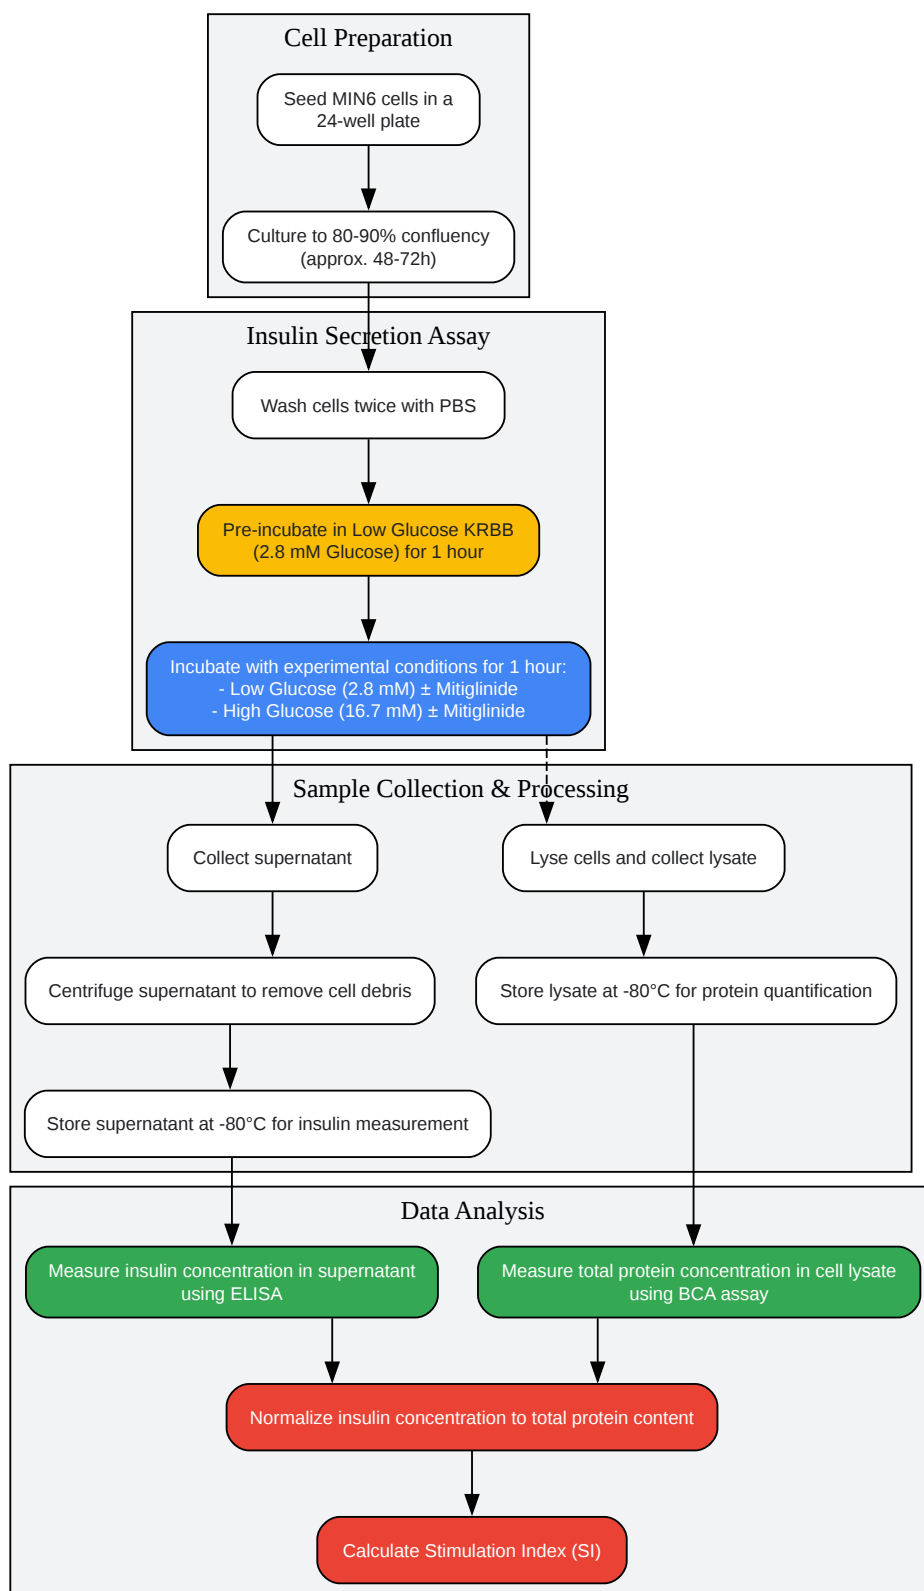 Cell Preparation
Seed MIN6 cells in a
24-well plate
Culture to 80-90% confluency
(approx. 48-72h)
Insulin Secretion Assay
Wash cells twice with PBS
Pre-incubate in Low Glucose KRBB
(2.8 mM Glucose) for 1 hour
Incubate with experimental conditions for 1 hour:
- Low Glucose (2.8 mM) ± Mitiglinide
- High Glucose (16.7 mM) ± Mitiglinide
Sample Collection & Processing
Collect supernatant
Lyse cells and collect lysate
Centrifuge supernatant to remove cell debris
Store lysate at -80°C for protein quantification
Store supernatant at -80°C for insulin measurement
Data Analysis
Measure insulin concentration in supernatant
using ELISA
Measure total protein concentration in cell lysate
using BCA assay
Normalize insulin concentration to total protein content
Calculate Stimulation Index (SI)